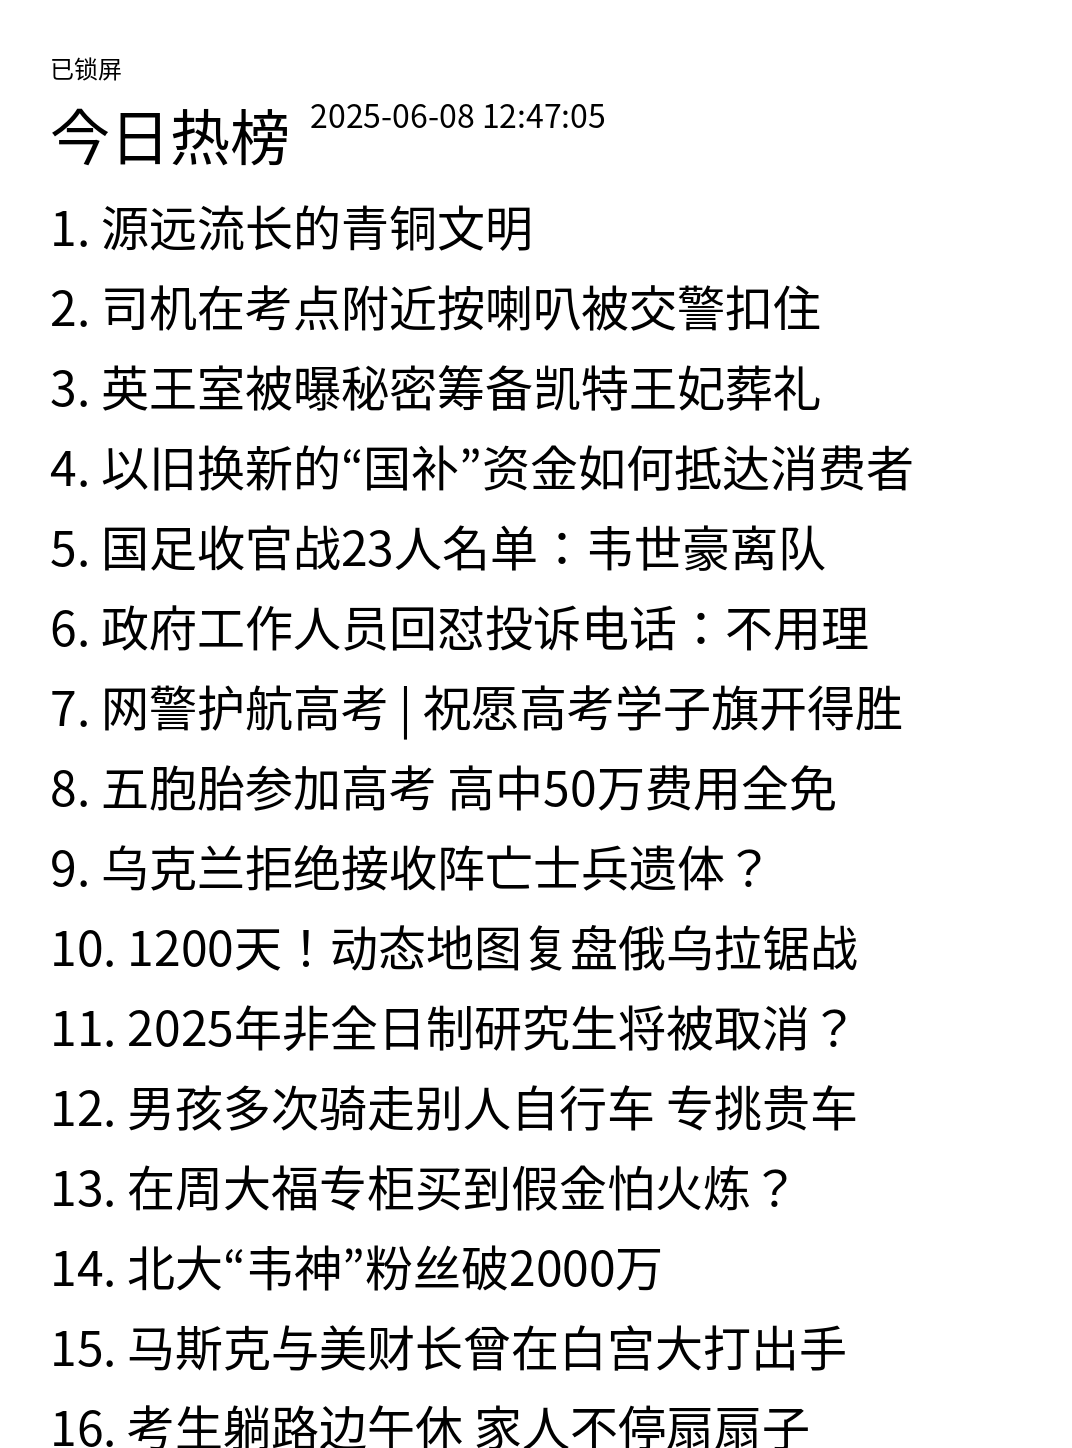 已锁屏
今日热榜 2025-06-08 12:47:05
1. 源远流长的青铜文明
2. 司机在考点附近按喇叭被交警扣住
3. 英王室被曝秘密筹备凯特王妃葬礼
4. 以旧换新的“国补”资金如何抵达消费者
5. 国足收官战23人名单：韦世豪离队
6. 政府工作人员回怼投诉电话：不用理
7. 网警护航高考 | 祝愿高考学子旗开得胜
8. 五胞胎参加高考 高中50万费用全免
9. 乌克兰拒绝接收阵亡士兵遗体？
10. 1200天！动态地图复盘俄乌拉锯战
11. 2025年非全日制研究生将被取消？
12. 男孩多次骑走别人自行车 专挑贵车
13. 在周大福专柜买到假金怕火炼？
14. 北大“韦神”粉丝破2000万
15. 马斯克与美财长曾在白宫大打出手
16. 考生躺路边午休 家人不停扇扇子